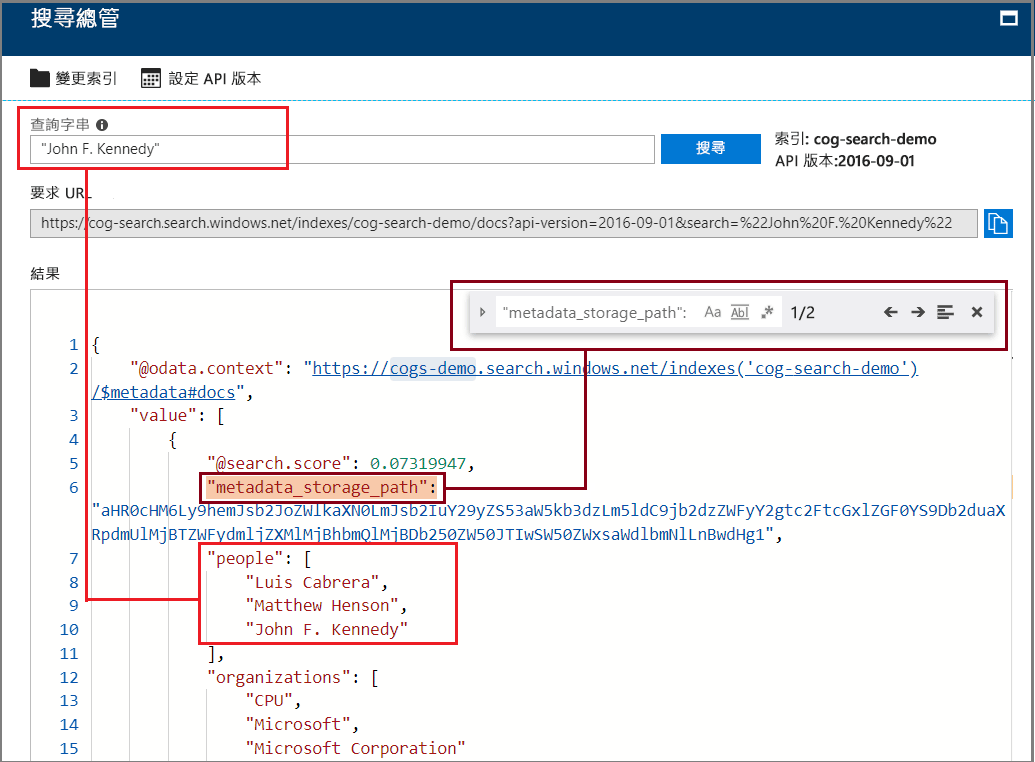 搜尋總管
變更索引 設定 API 版本
查詢字串
"John F. Kennedy"
搜尋
索引: cog-search-demo
API 版本:2016-09-01
要求 URL
https://cog-search.search.windows.net/indexes/cog-search-demo/docs?api-version=2016-09-01&search=%22John%20F.%20Kennedy%22
結果
"metadata_storage_path": Aa Abl .* 1/2
1 {
2 "@odata.context": "https://cogs-demo.search.windows.net/indexes('cog-search-demo')
/$metadata#docs",
3 "value": [
4 {
5 "@search.score": 0.07319947,
6 "metadata_storage_path":
"aHR0cHM6Ly9hemJsb2JoZWlkaXN0LmJsb2IuY29yZS53aW5kb3dzLm5ldC9jb2dzZWFyY2gtc2FtcGxlZGF0YS9Db2duaX
RpdmUlMjBTZWFydmljZXMlMjBhbmQlMjBDb250ZW50JTIwSW50ZWxsaWdlbmNlLnBwdHg1",
7 "people": [
8 "Luis Cabrera",
9 "Matthew Henson",
10 "John F. Kennedy"
11 ],
12 "organizations": [
13 "CPU",
14 "Microsoft",
15 "Microsoft Corporation"